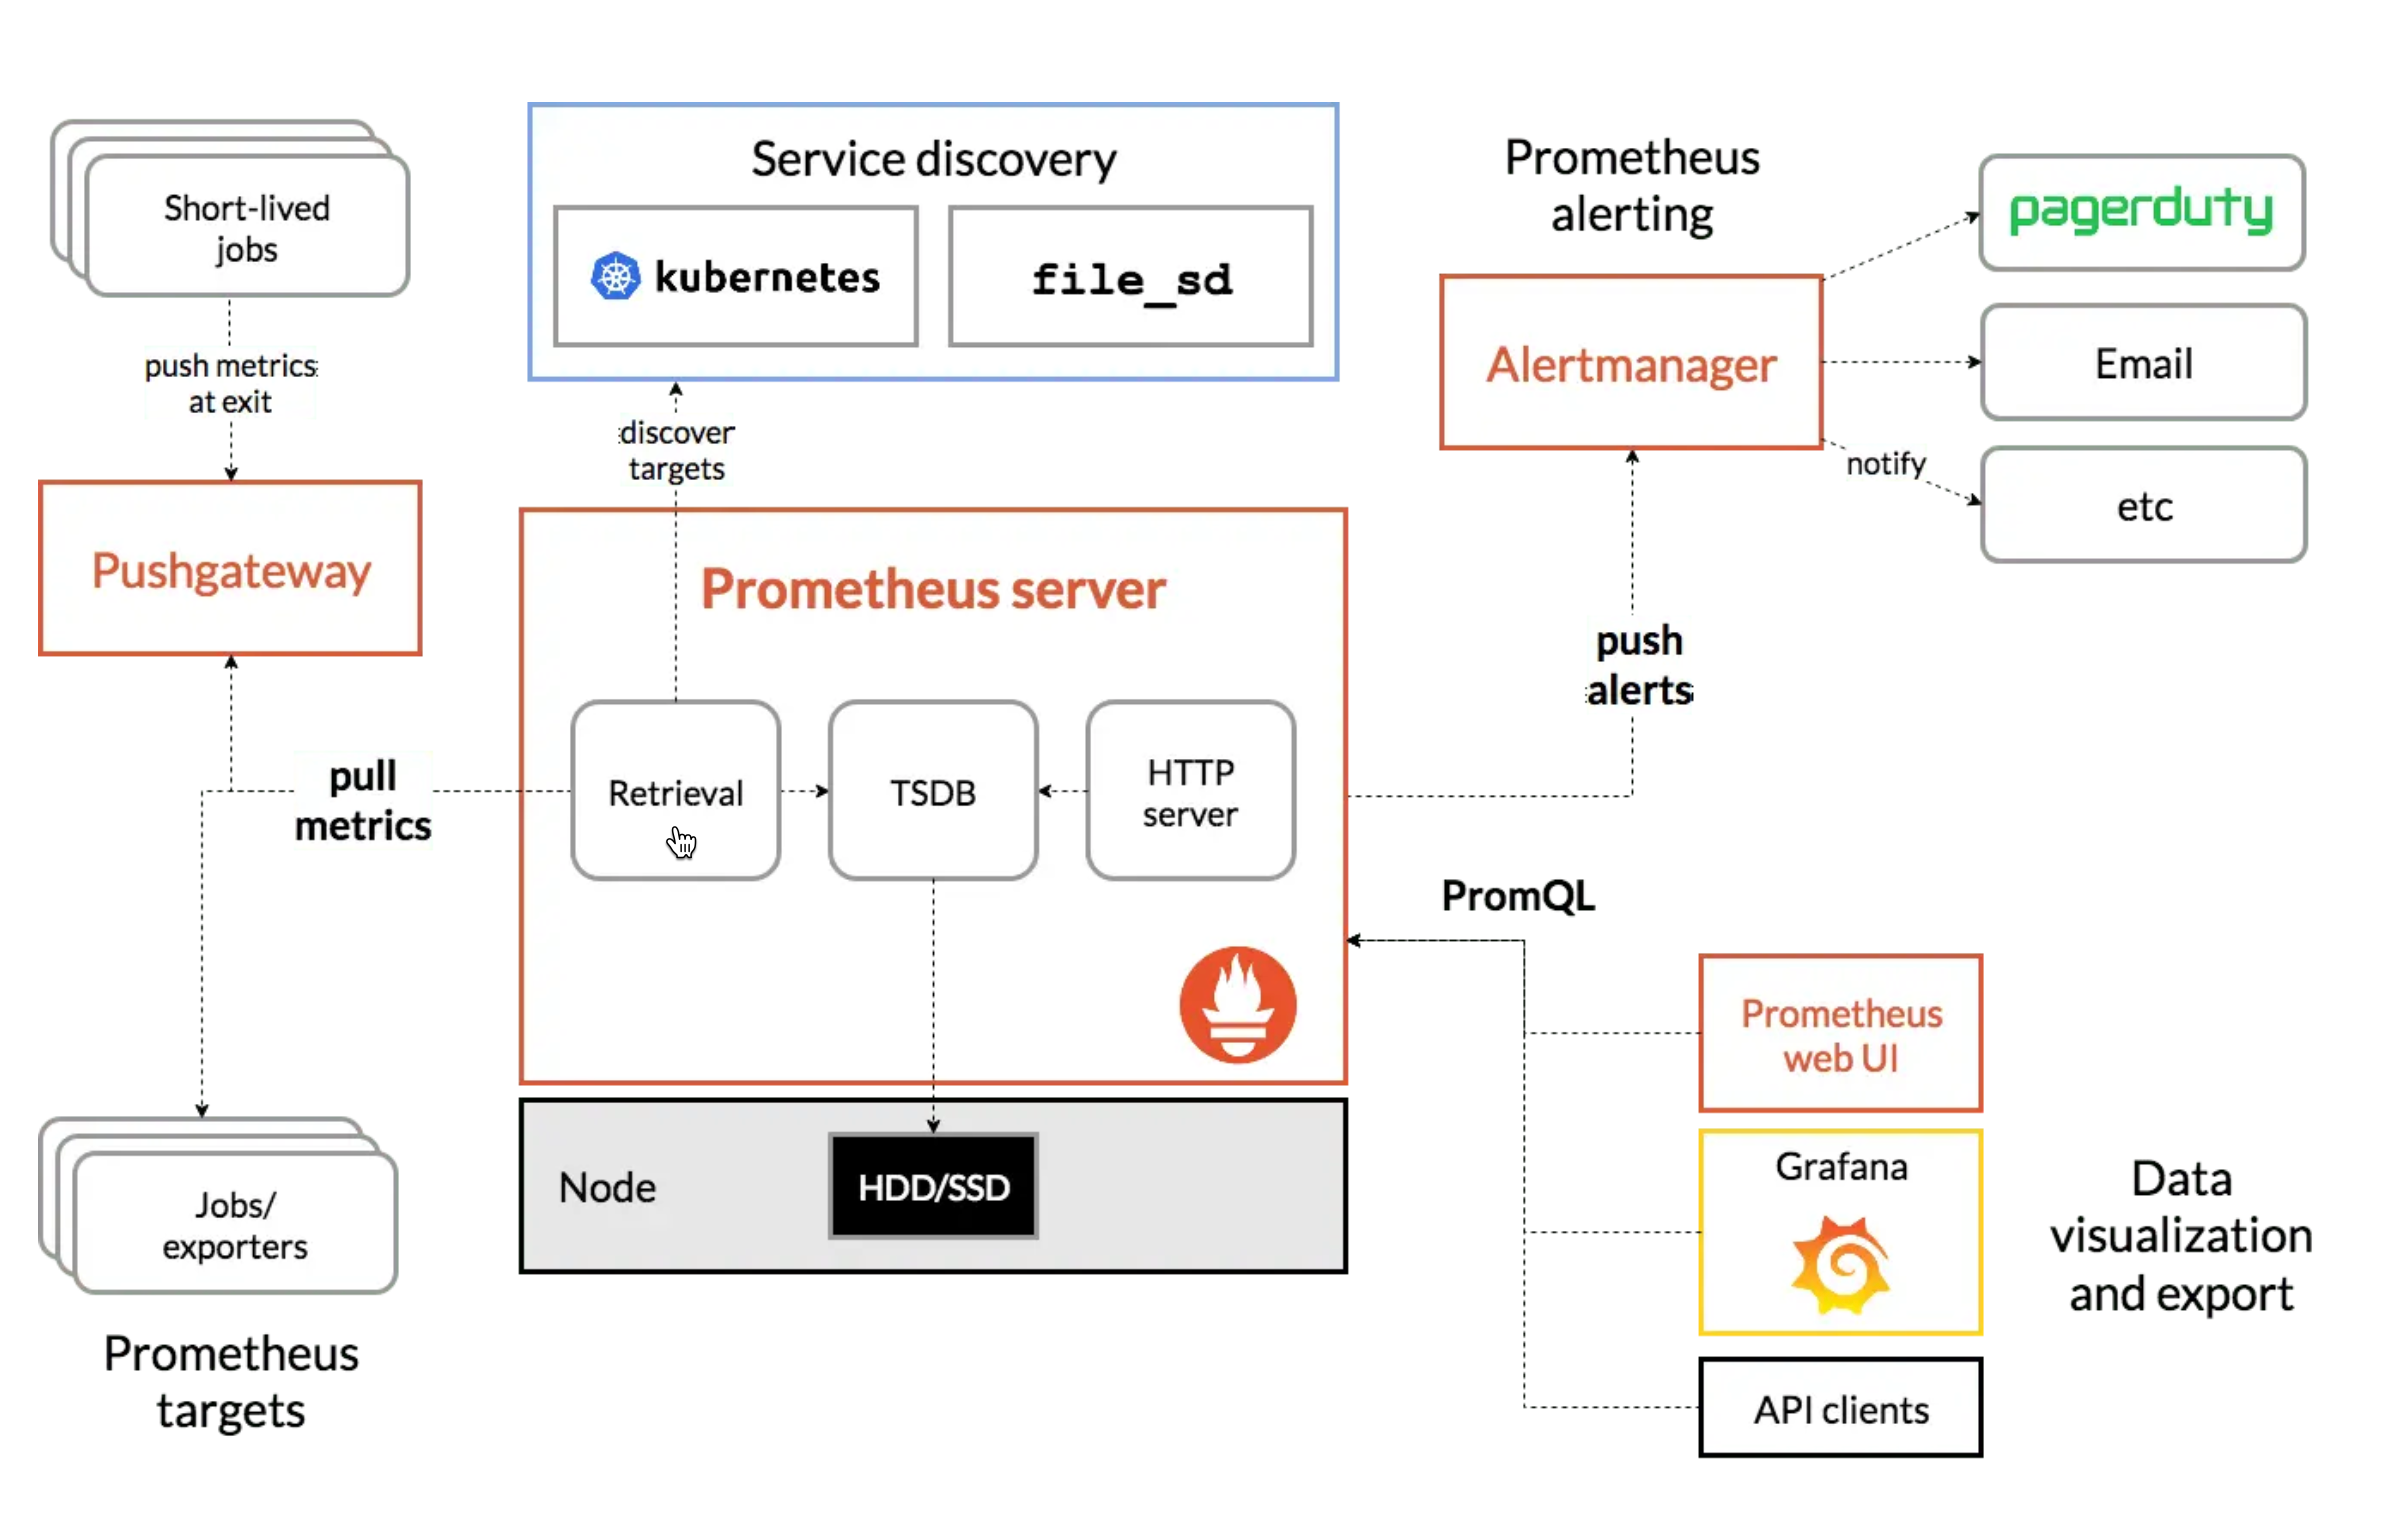 Short-lived
jobs
push metrics
at exit
Pushgateway
pull
metrics
Jobs/
exporters
Prometheus
targets
Service discovery
kubernetes
file_sd
discover
targets
Prometheus server
Retrieval
TSDB
HTTP
server
Node
HDD/SSD
Prometheus
alerting
Alertmanager
pagerduty
Email
notify
etc
push
alerts
PromQL
Prometheus
web UI
Grafana
API clients
Data
visualization
and export